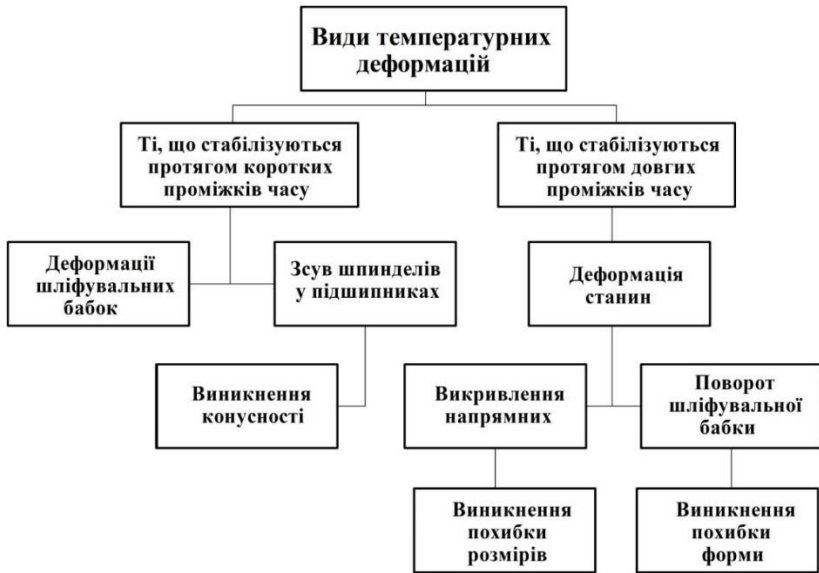 Види температурних
деформацій
Ті, що стабілізуються
протягом коротких
проміжків часу
Ті, що стабілізуються
протягом довгих
проміжків часу
Деформації
шліфувальних
бабок
Зсув шпинделів
у підшипниках
Деформація
станин
Виникнення
конусності
Викривлення
напрямних
Поворот
шліфувальної
бабки
Виникнення
похибки
розмірів
Виникнення
похибки
форми